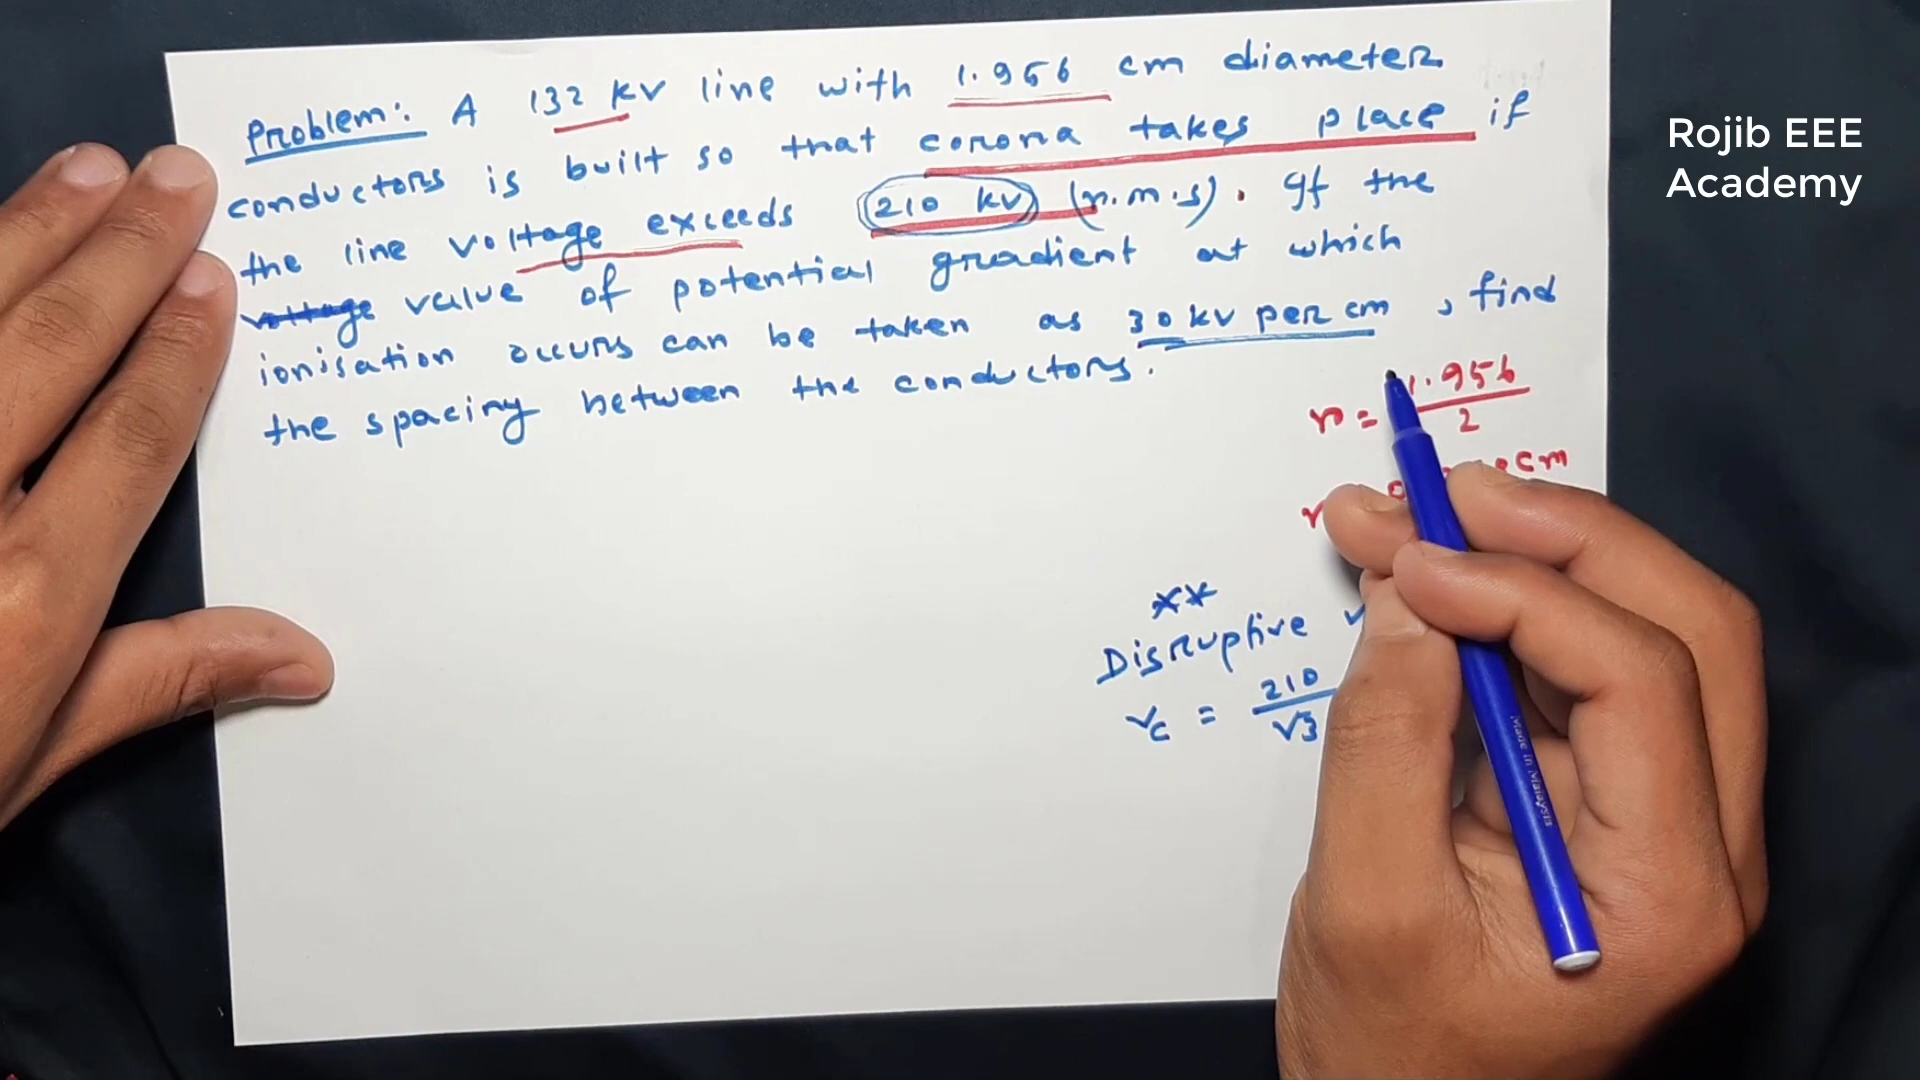 Problem: A 132 kV line with 1.956 cm diameter
conductors is built so that corona takes place if
the line voltage exceeds 210 kV (r.m.s). If the
voltage value of potential gradient at which
ionisation occurs can be taken as 30 kV per cm, find
the spacing between the conductors.
r = 1.956
2
cm
**
Disruptive
Vc = 210
√3
Rojib EEE
Academy
Made in Malaysia